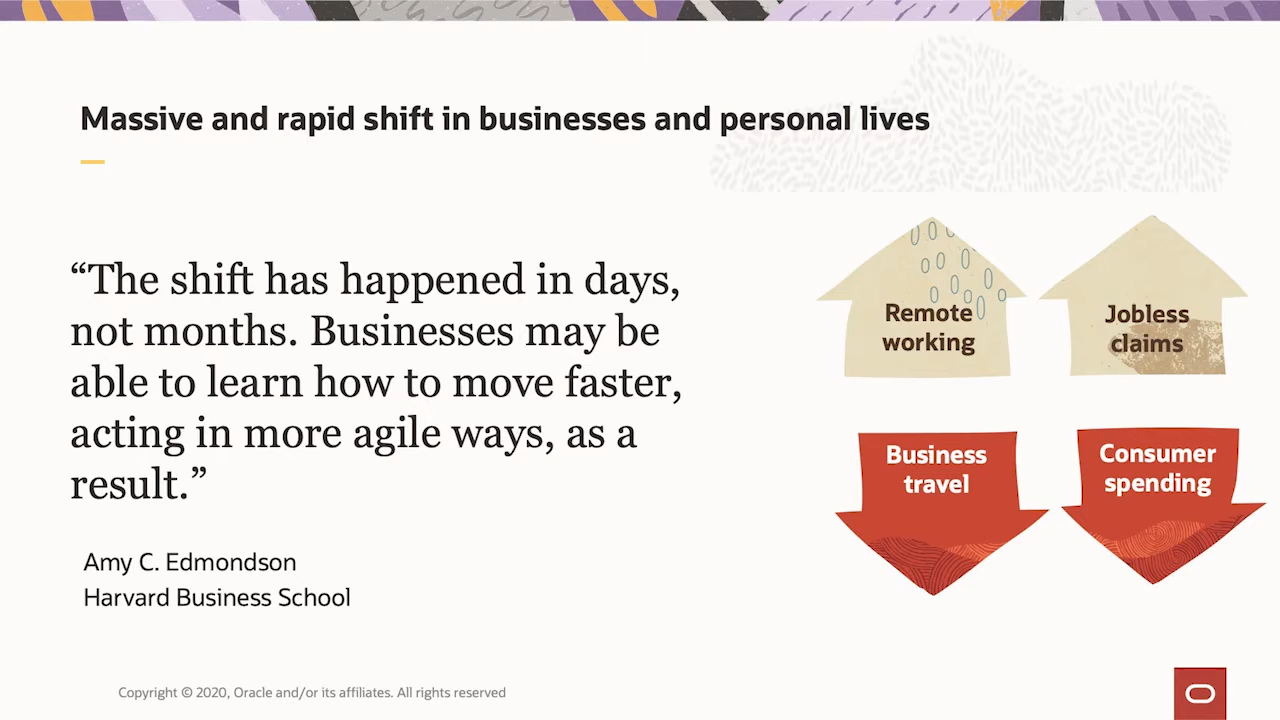 Massive and rapid shift in businesses and personal lives
“The shift has happened in days,
not months. Businesses may be
able to learn how to move faster,
acting in more agile ways, as a
result.”
Amy C. Edmondson
Harvard Business School
Remote
working
Jobless
claims
Business
travel
Consumer
spending
Copyright © 2020, Oracle and/or its affiliates. All rights reserved